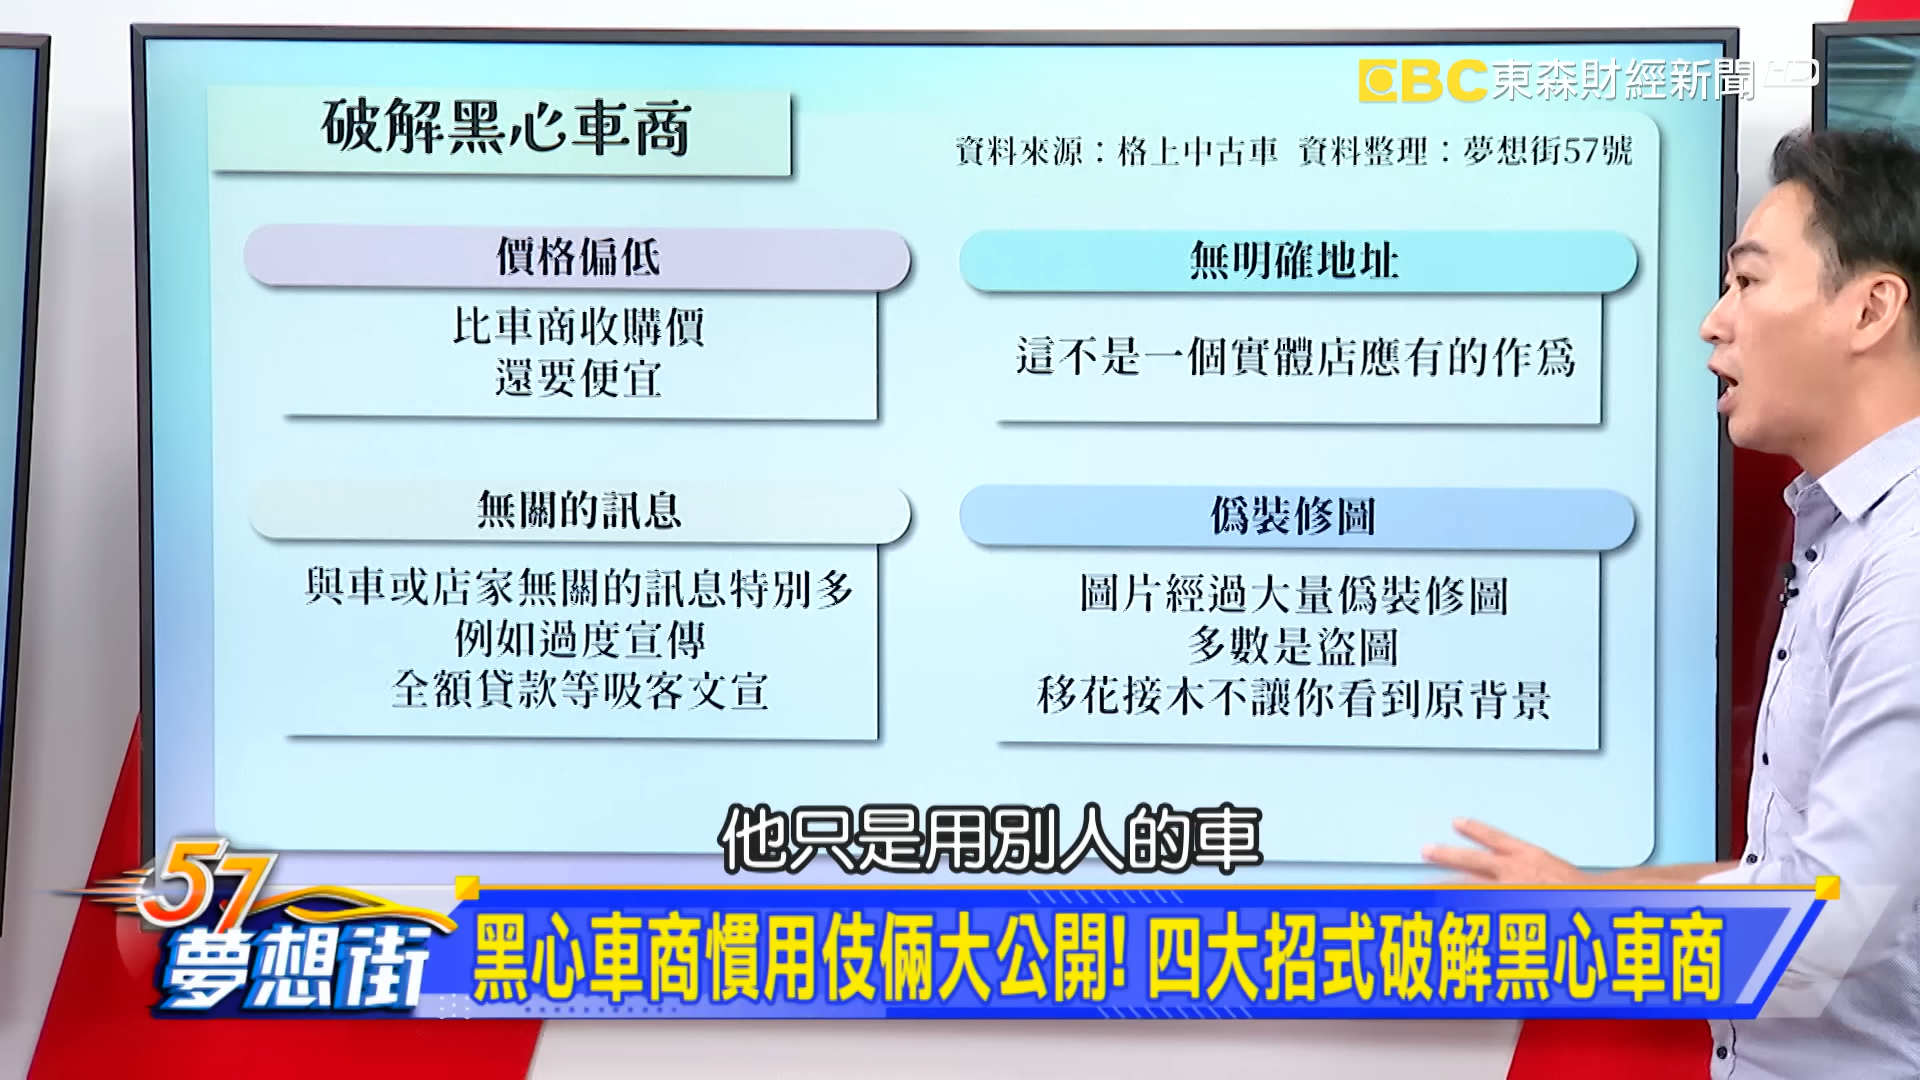 EBC東森財經新聞HD
破解黑心車商
資料來源：格上中古車 資料整理：夢想街57號
價格偏低
比車商收購價
還要便宜
無明確地址
這不是一個實體店應有的作為
無關的訊息
與車或店家無關的訊息特別多
例如過度宣傳
全額貸款等吸客文宣
偽裝修圖
圖片經過大量偽裝修圖
多數是盜圖
移花接木不讓你看到原背景
他只是用別人的車
57
夢想街
黑心車商慣用伎倆大公開! 四大招式破解黑心車商